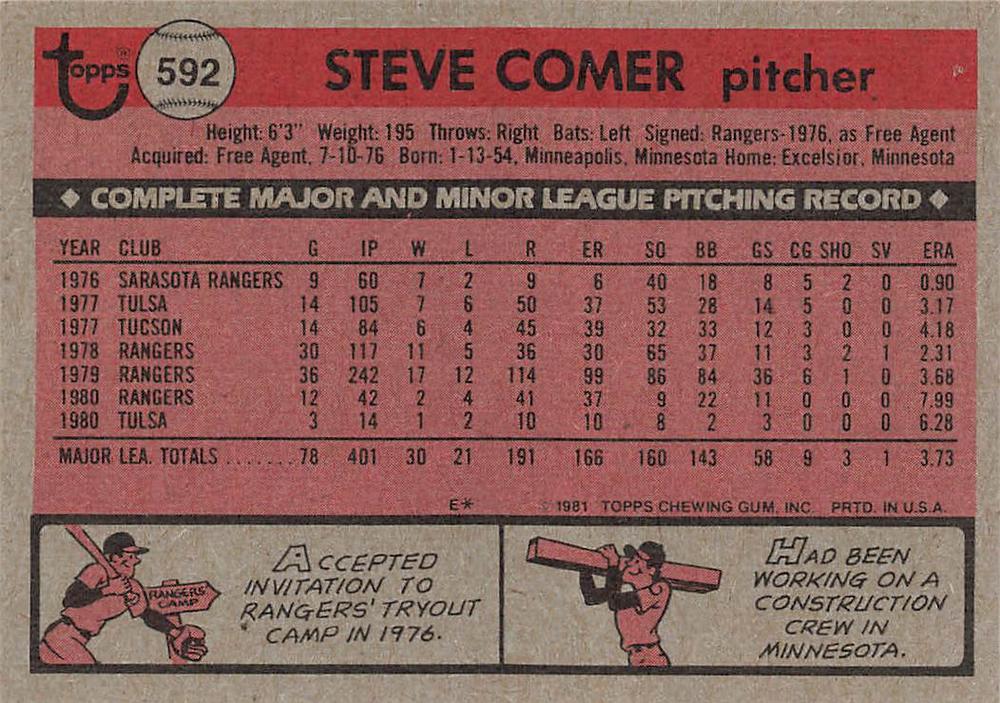 Topps® 592 STEVE COMER pitcher
Height: 6'3" Weight: 195 Throws: Right Bats: Left Signed: Rangers-1976, as Free Agent
Acquired: Free Agent, 7-10-76 Born: 1-13-54, Minneapolis, Minnesota Home: Excelsior, Minnesota
◆ COMPLETE MAJOR AND MINOR LEAGUE PITCHING RECORD ◆
YEAR CLUB G IP W L R ER SO BB GS CG SHO SV ERA
1976 SARASOTA RANGERS 9 60 7 2 9 6 40 18 8 5 2 0 0.90
1977 TULSA 14 105 7 6 50 37 53 28 14 5 0 0 3.17
1977 TUCSON 14 84 6 4 45 39 32 33 12 3 0 0 4.18
1978 RANGERS 30 117 11 5 36 30 65 37 11 3 2 1 2.31
1979 RANGERS 36 242 17 12 114 99 86 84 36 6 1 0 3.68
1980 RANGERS 12 42 2 4 41 37 9 22 11 0 0 0 7.99
1980 TULSA 3 14 1 2 10 10 8 2 3 0 0 0 6.28
MAJOR LEA. TOTALS ....... 78 401 30 21 191 166 160 143 58 9 3 1 3.73
E* © 1981 TOPPS CHEWING GUM, INC. PRTD. IN U.S.A.
RANGERS'
CAMP
ACCEPTED
INVITATION TO
RANGERS' TRYOUT
CAMP IN 1976.
HAD BEEN
WORKING ON A
CONSTRUCTION
CREW IN
MINNESOTA.